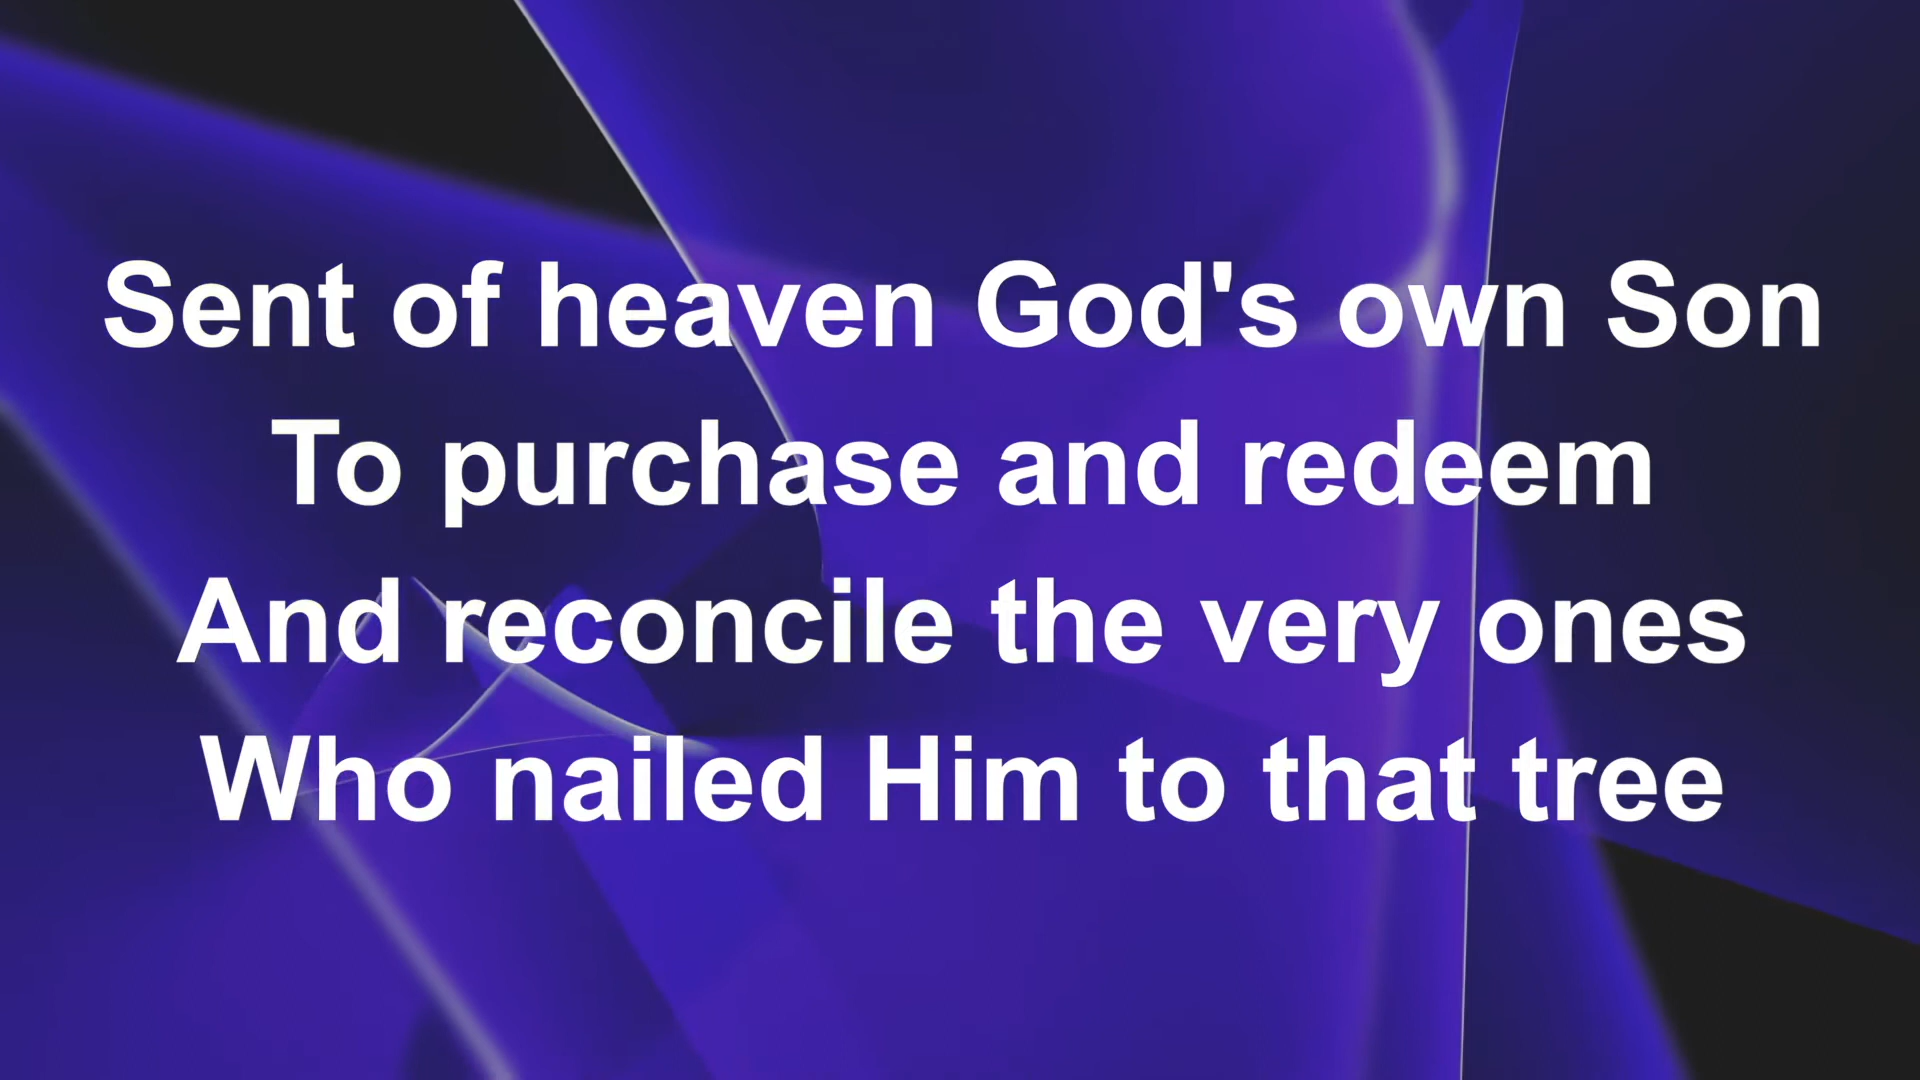 Sent of heaven God's own Son
To purchase and redeem
And reconcile the very ones
Who nailed Him to that tree